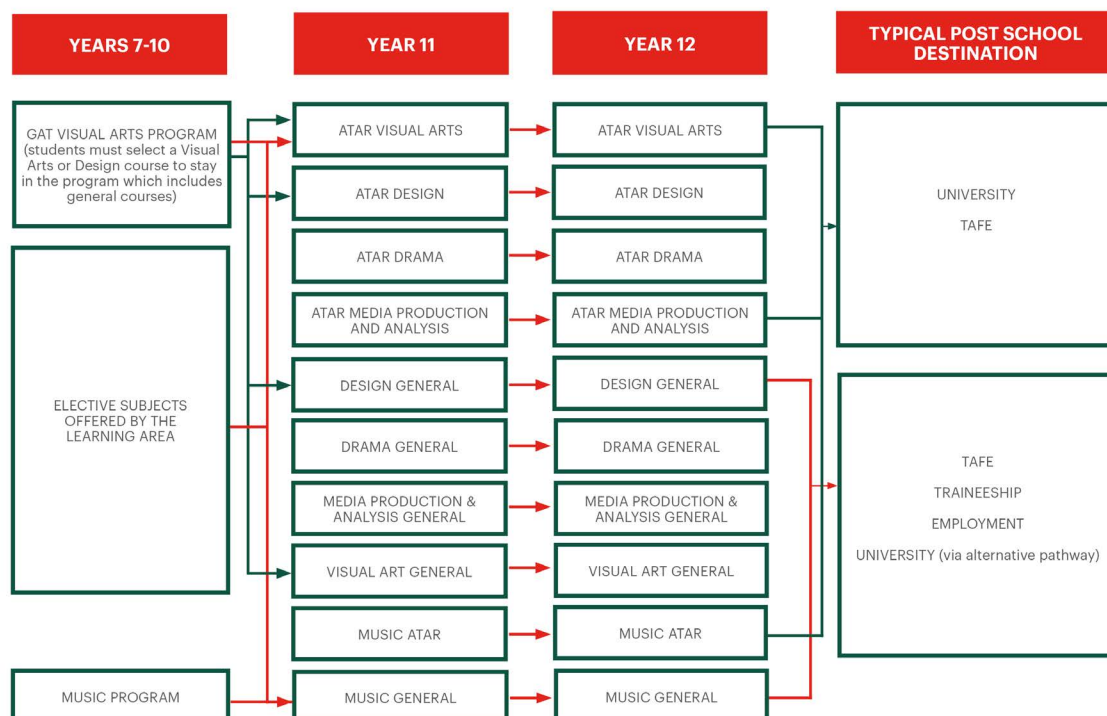 YEARS 7-10
YEAR 11
YEAR 12
TYPICAL POST SCHOOL
DESTINATION
GAT VISUAL ARTS PROGRAM
(students must select a Visual
Arts or Design course to stay
in the program which includes
general courses)
ELECTIVE SUBJECTS
OFFERED BY THE
LEARNING AREA
MUSIC PROGRAM
ATAR VISUAL ARTS
ATAR DESIGN
ATAR DRAMA
ATAR MEDIA PRODUCTION
AND ANALYSIS
DESIGN GENERAL
DRAMA GENERAL
MEDIA PRODUCTION &
ANALYSIS GENERAL
VISUAL ART GENERAL
MUSIC ATAR
MUSIC GENERAL
ATAR VISUAL ARTS
ATAR DESIGN
ATAR DRAMA
ATAR MEDIA PRODUCTION
AND ANALYSIS
DESIGN GENERAL
DRAMA GENERAL
MEDIA PRODUCTION &
ANALYSIS GENERAL
VISUAL ART GENERAL
MUSIC ATAR
MUSIC GENERAL
UNIVERSITY
TAFE
TAFE
TRAINEESHIP
EMPLOYMENT
UNIVERSITY (via alternative pathway)